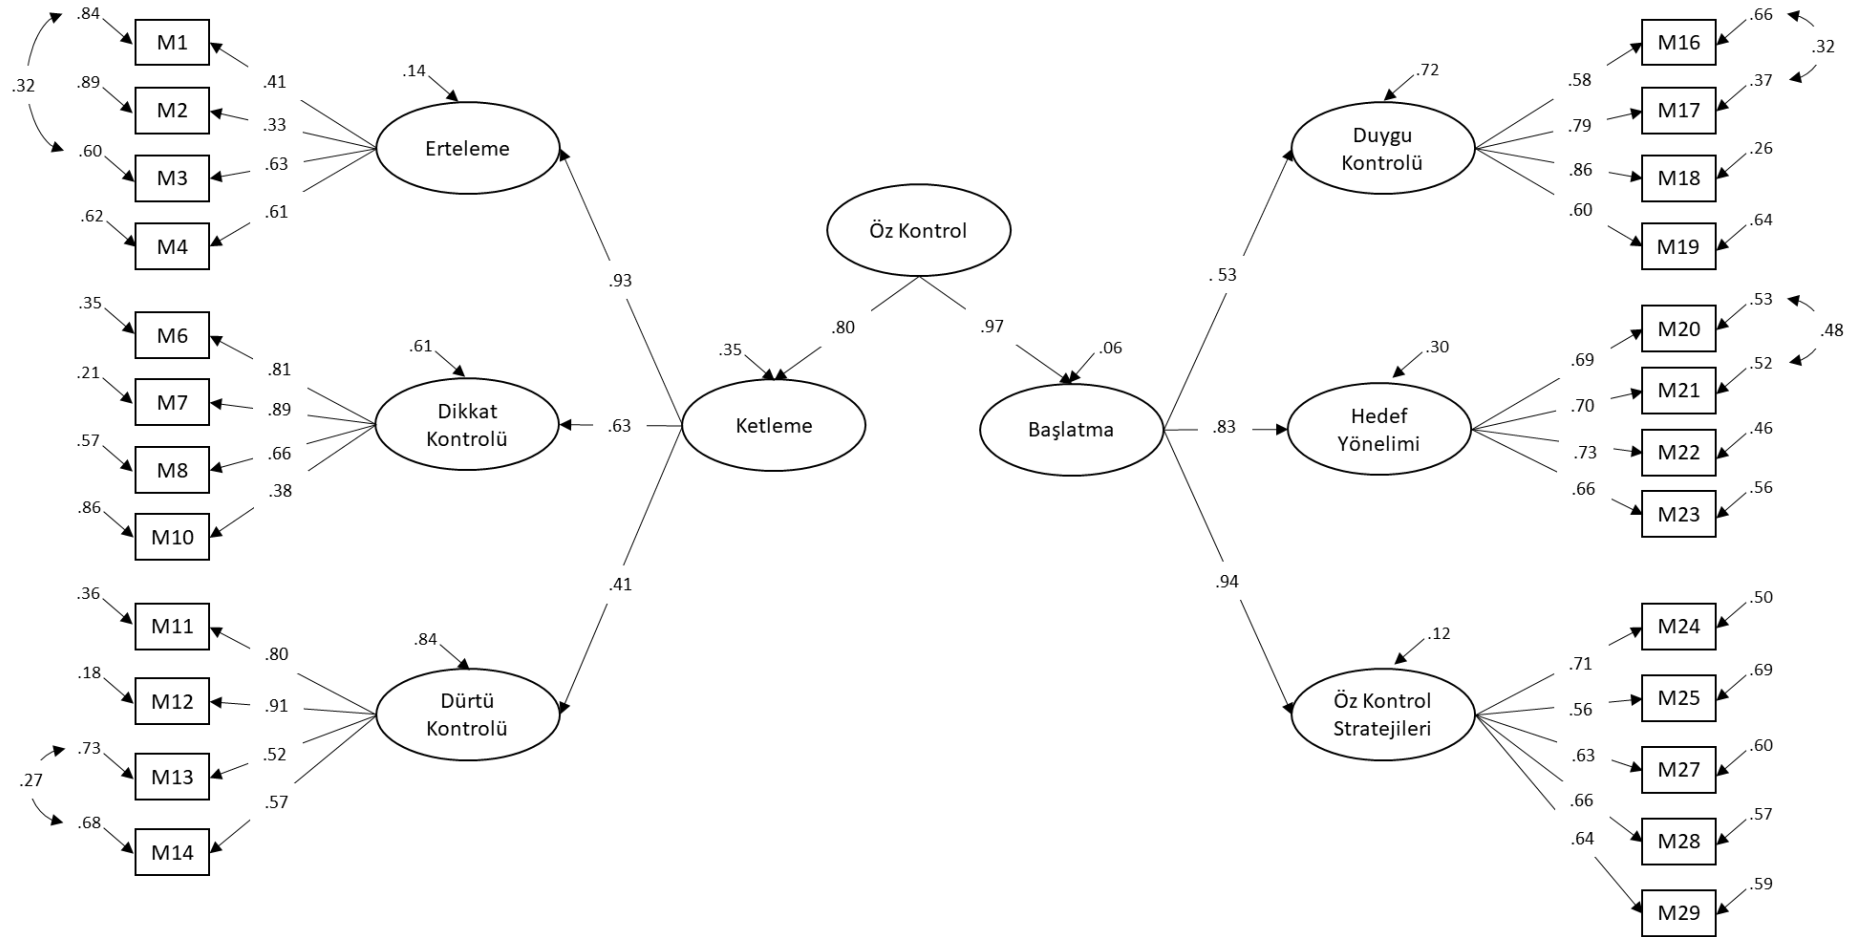 .84
M1
.32
.41
.89
M2
.33
.60
M3
.63
.62
M4
.61
.14
Erteleme
.93
.35
M6
.81
.21
M7
.89
.57
M8
.66
.86
M10
.38
.61
Dikkat
Kontrolü
.63
.36
M11
.80
.18
M12
.91
.73
M13
.52
.27
.68
M14
.57
.84
Dürtü
Kontrolü
.41
Öz Kontrol
.80
.97
.35
Ketleme
.06
Başlatma
. 53
.83
.94
.72
Duygu
Kontrolü
.58
M16
.66
.32
.79
M17
.37
.86
M18
.26
.60
M19
.64
.30
Hedef
Yönelimi
.69
M20
.53
.48
.70
M21
.52
.73
M22
.46
.66
M23
.56
.12
Öz Kontrol
Stratejileri
.71
M24
.50
.56
M25
.69
.63
M27
.60
.66
M28
.57
.64
M29
.59